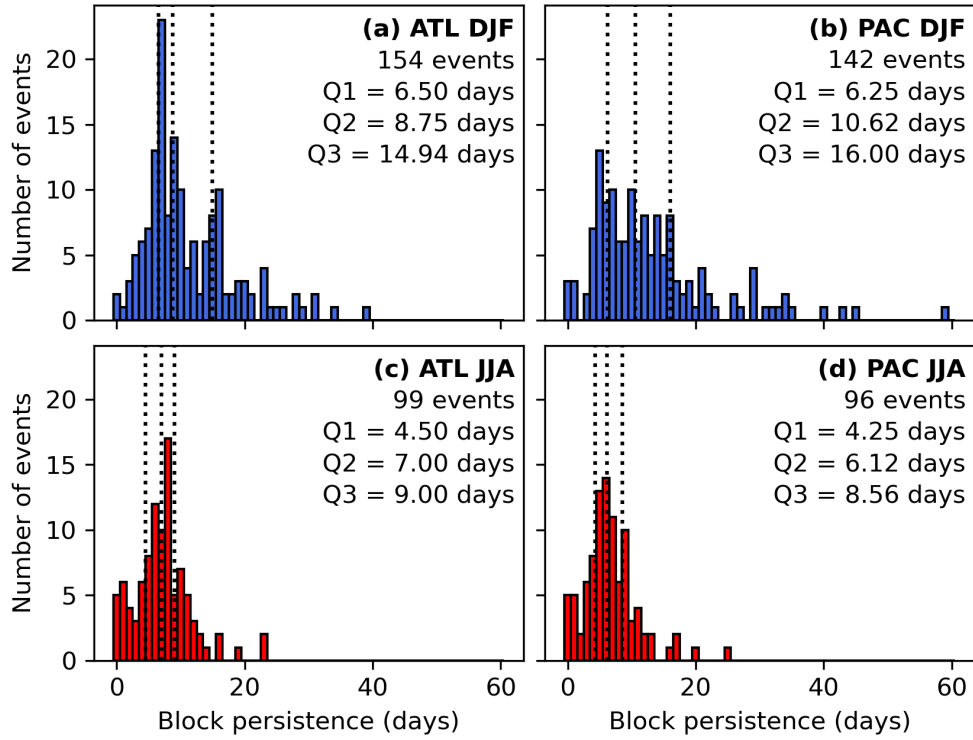 (a) ATL DJF
154 events
Q1 = 6.50 days
Q2 = 8.75 days
Q3 = 14.94 days
Number of events
20
15
10
5
0
(b) PAC DJF
142 events
Q1 = 6.25 days
Q2 = 10.62 days
Q3 = 16.00 days
(c) ATL JJA
99 events
Q1 = 4.50 days
Q2 = 7.00 days
Q3 = 9.00 days
Number of events
20
15
10
5
0
0 20 40 60
Block persistence (days)
(d) PAC JJA
96 events
Q1 = 4.25 days
Q2 = 6.12 days
Q3 = 8.56 days
0 20 40 60
Block persistence (days)